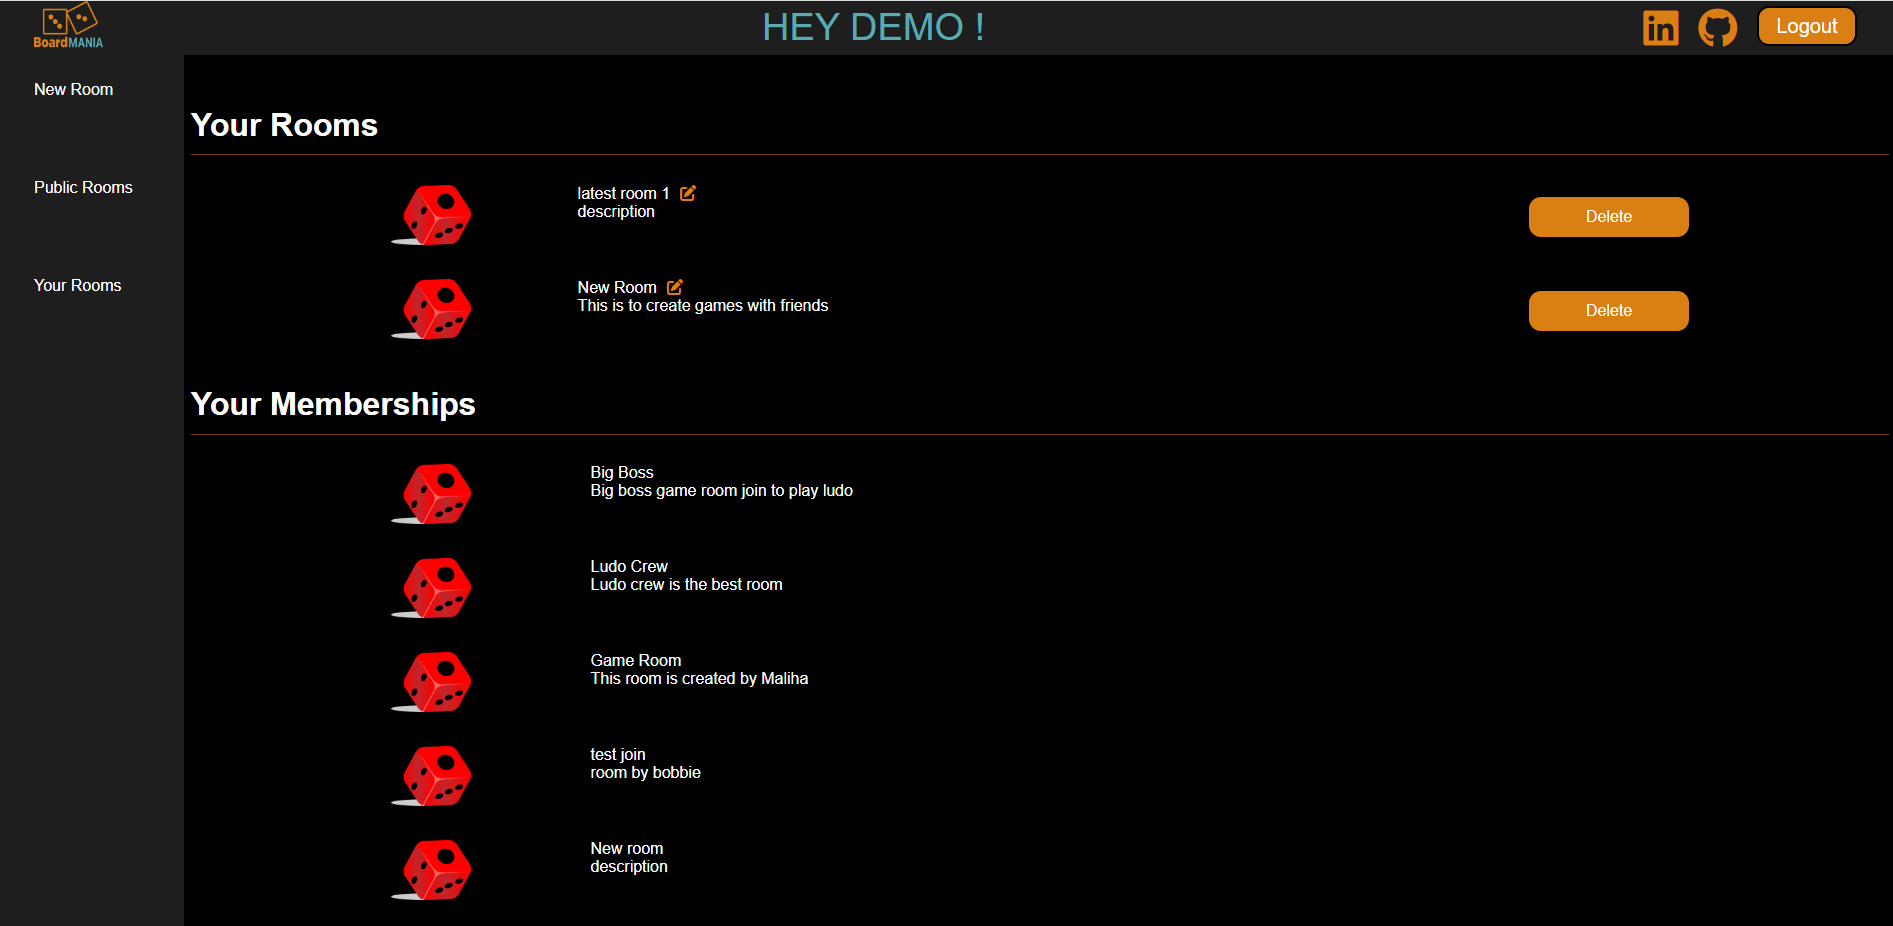 BoardMANIA
HEY DEMO !
Logout
New Room
Public Rooms
Your Rooms
Your Rooms
latest room 1
description
Delete
New Room
This is to create games with friends
Delete
Your Memberships
Big Boss
Big boss game room join to play ludo
Ludo Crew
Ludo crew is the best room
Game Room
This room is created by Maliha
test join
room by bobbie
New room
description